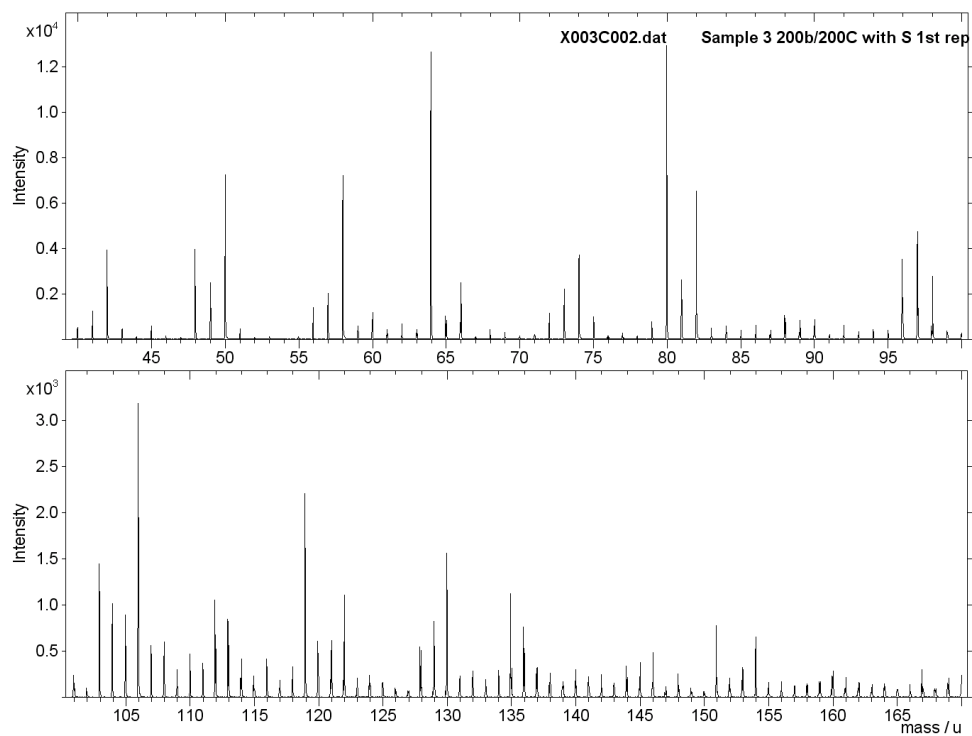 x10⁴
X003C002.dat Sample 3 200b/200C with S 1st rep
1.2
1.0
0.8
0.6
0.4
0.2
Intensity
45 50 55 60 65 70 75 80 85 90 95
x10³
3.0
2.5
2.0
1.5
1.0
0.5
Intensity
105 110 115 120 125 130 135 140 145 150 155 160 165
mass / u